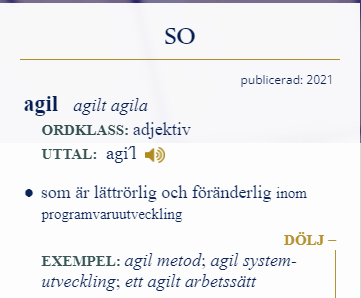 SO
publicerad: 2021
agil agilt agila
ORDKLASS: adjektiv
UTTAL: agi´l
● som är lättrörlig och föränderlig inom
programvaruutveckling
DÖLJ –
EXEMPEL: agil metod; agil system-
utveckling; ett agilt arbetssätt